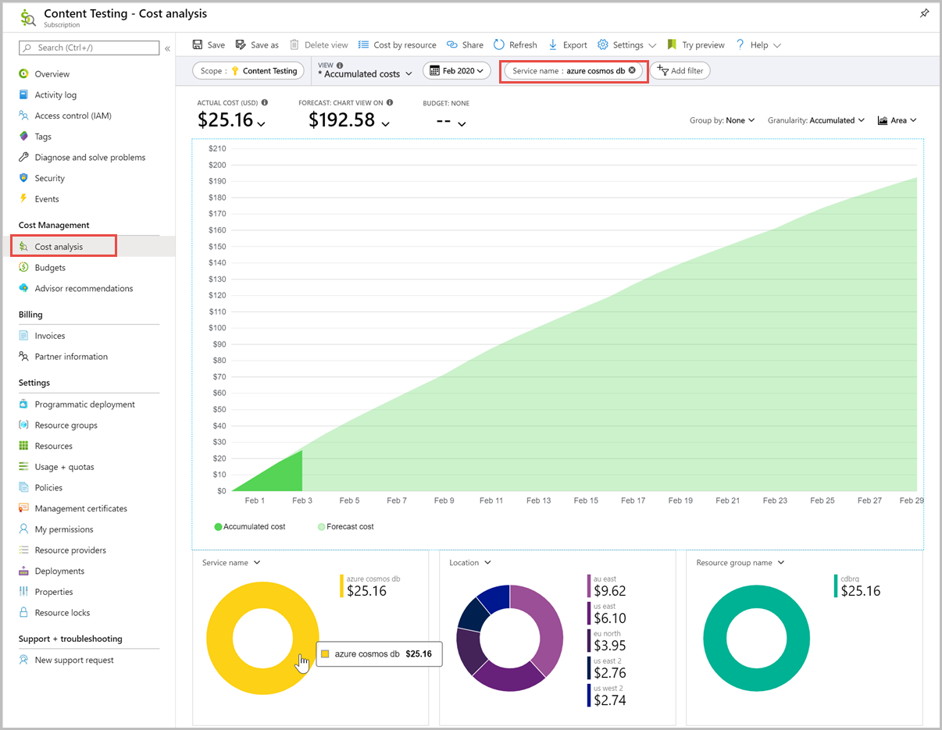 Content Testing - Cost analysis
Subscription
Search (Ctrl+/)
«
Overview
Activity log
Access control (IAM)
Tags
Diagnose and solve problems
Security
Events
Cost Management
Cost analysis
Budgets
Advisor recommendations
Billing
Invoices
Partner information
Settings
Programmatic deployment
Resource groups
Resources
Usage + quotas
Policies
Management certificates
My permissions
Resource providers
Deployments
Properties
Resource locks
Support + troubleshooting
New support request
Save Save as Delete view Cost by resource Share Refresh Export Settings Try preview ? Help
Scope : Content Testing VIEW * Accumulated costs Feb 2020 Service name : azure cosmos db Add filter
ACTUAL COST (USD) FORECAST: CHART VIEW ON BUDGET: NONE
$25.16 $192.58 --
Group by: None Granularity: Accumulated Area
$210
$200
$190
$180
$170
$160
$150
$140
$130
$120
$110
$100
$90
$80
$70
$60
$50
$40
$30
$20
$10
$0
Feb 1 Feb 3 Feb 5 Feb 7 Feb 9 Feb 11 Feb 13 Feb 15 Feb 17 Feb 19 Feb 21 Feb 23 Feb 25 Feb 27 Feb 29
Accumulated cost Forecast cost
Service name
azure cosmos db
$25.16
azure cosmos db $25.16
Location
au east
$9.62
us east
$6.10
eu north
$3.95
us east 2
$2.76
us west 2
$2.74
Resource group name
cdbrg
$25.16